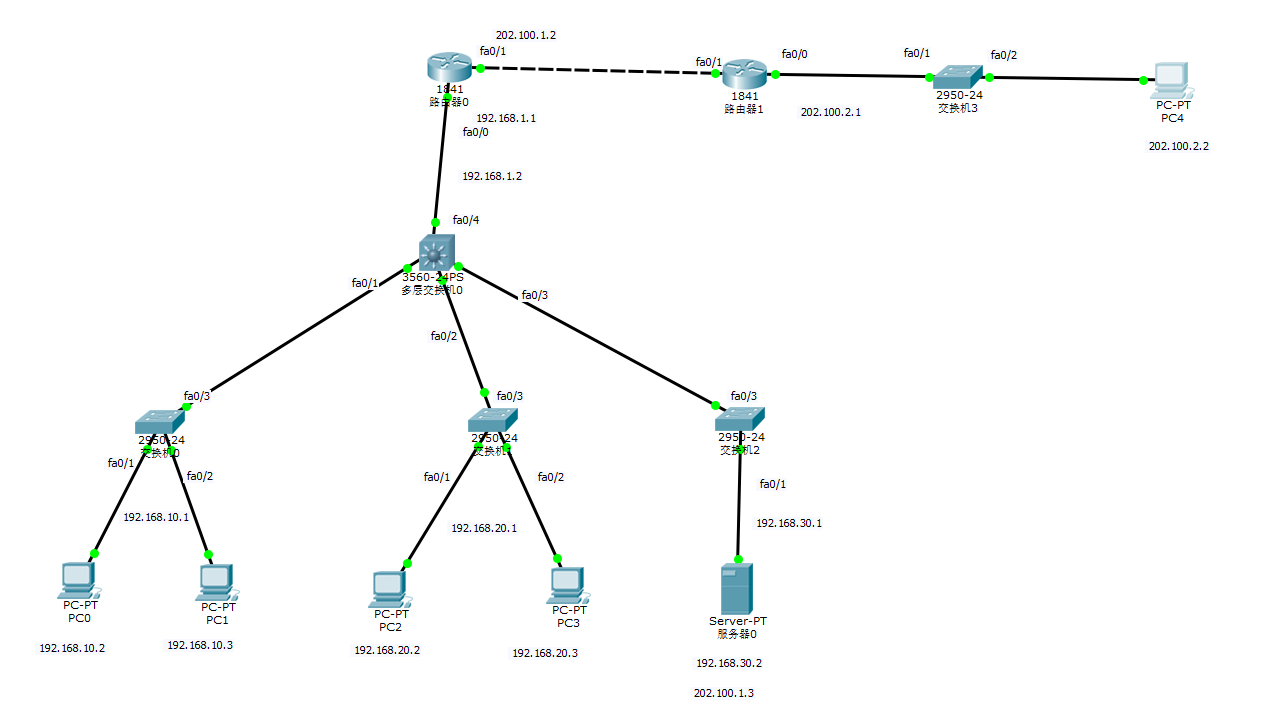 202.100.1.2
fa0/1
fa0/1
fa0/0
fa0/1
fa0/2
1841
路由器0
1841
路由器1
2950-24
交换机3
PC-PT
PC4
192.168.1.1
fa0/0
202.100.2.1
202.100.2.2
192.168.1.2
fa0/4
3560-24PS
多层交换机0
fa0/1
fa0/2
fa0/3
fa0/3
fa0/3
fa0/3
2950-24
交换机0
2950-24
交换机1
2950-24
交换机2
fa0/1
fa0/2
fa0/1
fa0/2
fa0/1
192.168.10.1
192.168.20.1
192.168.30.1
PC-PT
PC0
PC-PT
PC1
PC-PT
PC2
PC-PT
PC3
Server-PT
服务器0
192.168.10.2
192.168.10.3
192.168.20.2
192.168.20.3
192.168.30.2
202.100.1.3